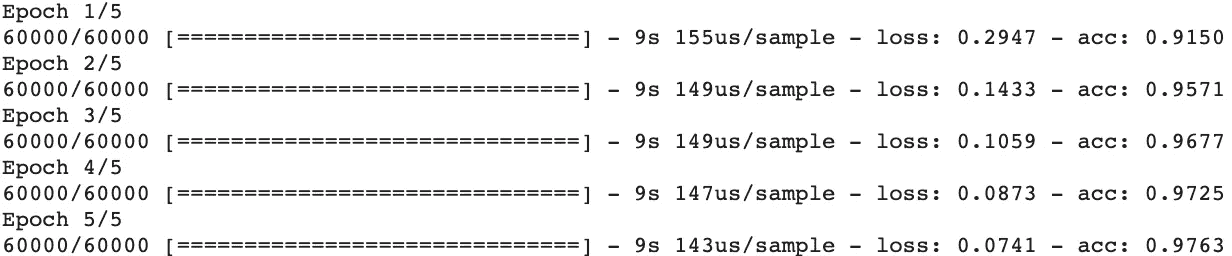 Epoch 1/5
60000/60000 [==============================] - 9s 155us/sample - loss: 0.2947 - acc: 0.9150
Epoch 2/5
60000/60000 [==============================] - 9s 149us/sample - loss: 0.1433 - acc: 0.9571
Epoch 3/5
60000/60000 [==============================] - 9s 149us/sample - loss: 0.1059 - acc: 0.9677
Epoch 4/5
60000/60000 [==============================] - 9s 147us/sample - loss: 0.0873 - acc: 0.9725
Epoch 5/5
60000/60000 [==============================] - 9s 143us/sample - loss: 0.0741 - acc: 0.9763